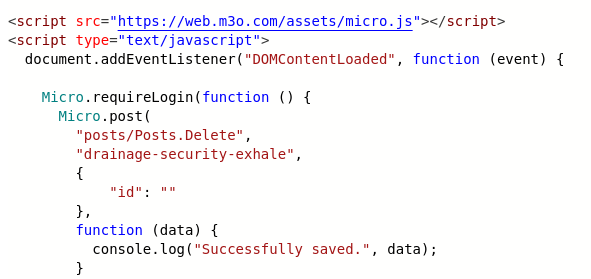 <script src="https://web.m3o.com/assets/micro.js"></script>
<script type="text/javascript">
  document.addEventListener("DOMContentLoaded", function (event) {

    Micro.requireLogin(function () {
      Micro.post(
        "posts/Posts.Delete",
        "drainage-security-exhale",
        {
            "id": ""
        },
        function (data) {
          console.log("Successfully saved.", data);
        }